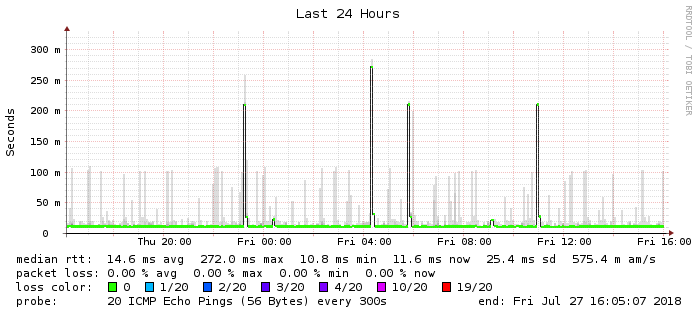 Last 24 Hours
RRDTOOL / TOBI OETIKER
Seconds
300 m
250 m
200 m
150 m
100 m
50 m
0
Thu 20:00 Fri 00:00 Fri 04:00 Fri 08:00 Fri 12:00 Fri 16:00
median rtt: 14.6 ms avg 272.0 ms max 10.8 ms min 11.6 ms now 25.4 ms sd 575.4 m am/s
packet loss: 0.00 % avg 0.00 % max 0.00 % min 0.00 % now
loss color: 0 1/20 2/20 3/20 4/20 10/20 19/20
probe: 20 ICMP Echo Pings (56 Bytes) every 300s end: Fri Jul 27 16:05:07 2018